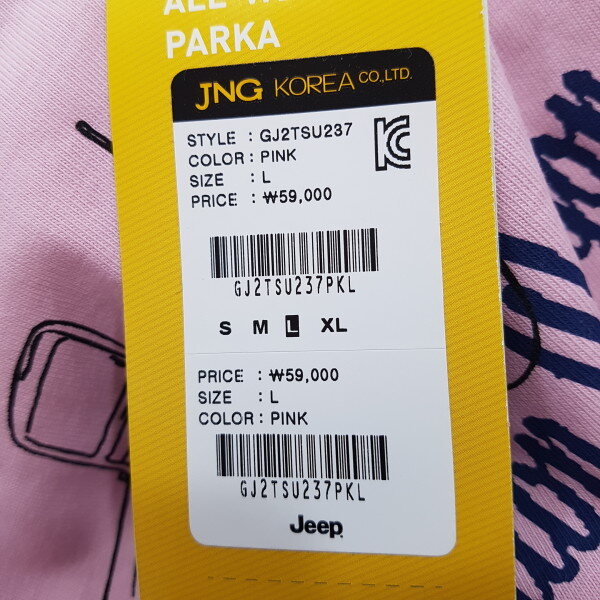 PARKA
JNG KOREA CO.,LTD.
STYLE : GJ2TSU237
COLOR : PINK
SIZE : L
PRICE : ₩59,000
GJ2TSU237PKL
S M L XL
PRICE : ₩59,000
SIZE : L
COLOR : PINK
GJ2TSU237PKL
Jeep